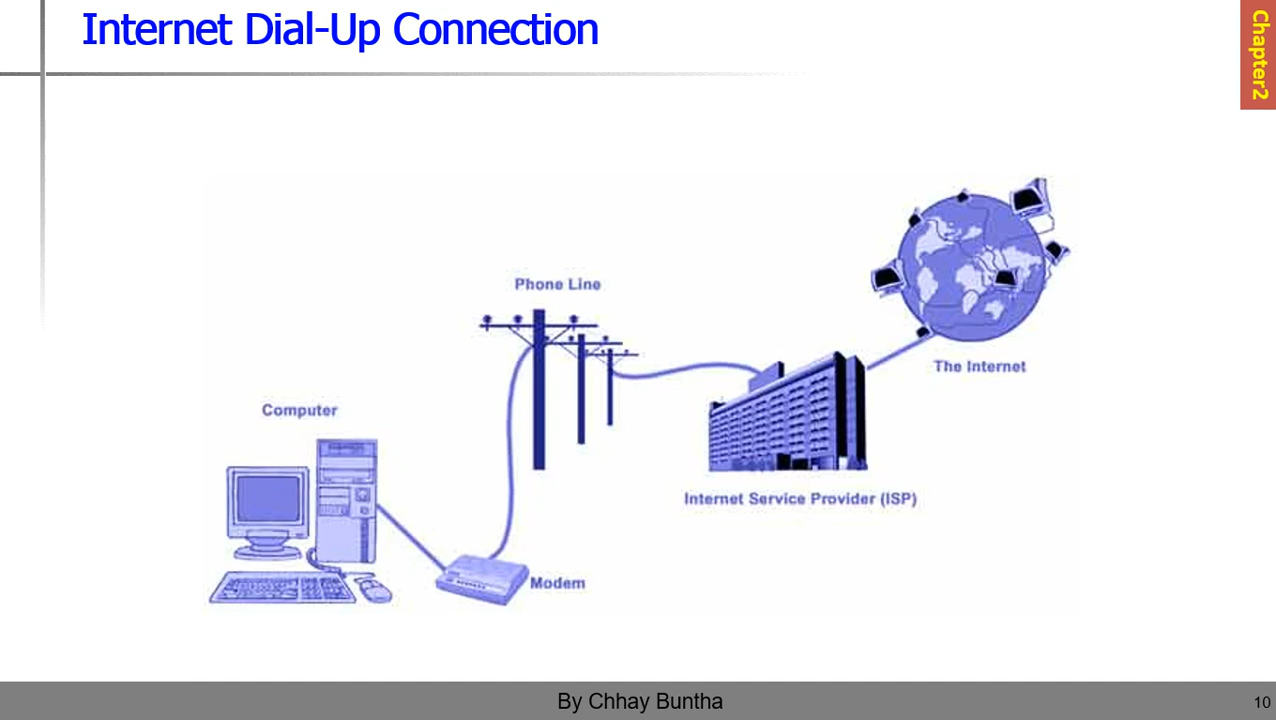 Internet Dial-Up Connection
Chapter2
Phone Line
The Internet
Computer
Internet Service Provider (ISP)
Modem
By Chhay Buntha
10